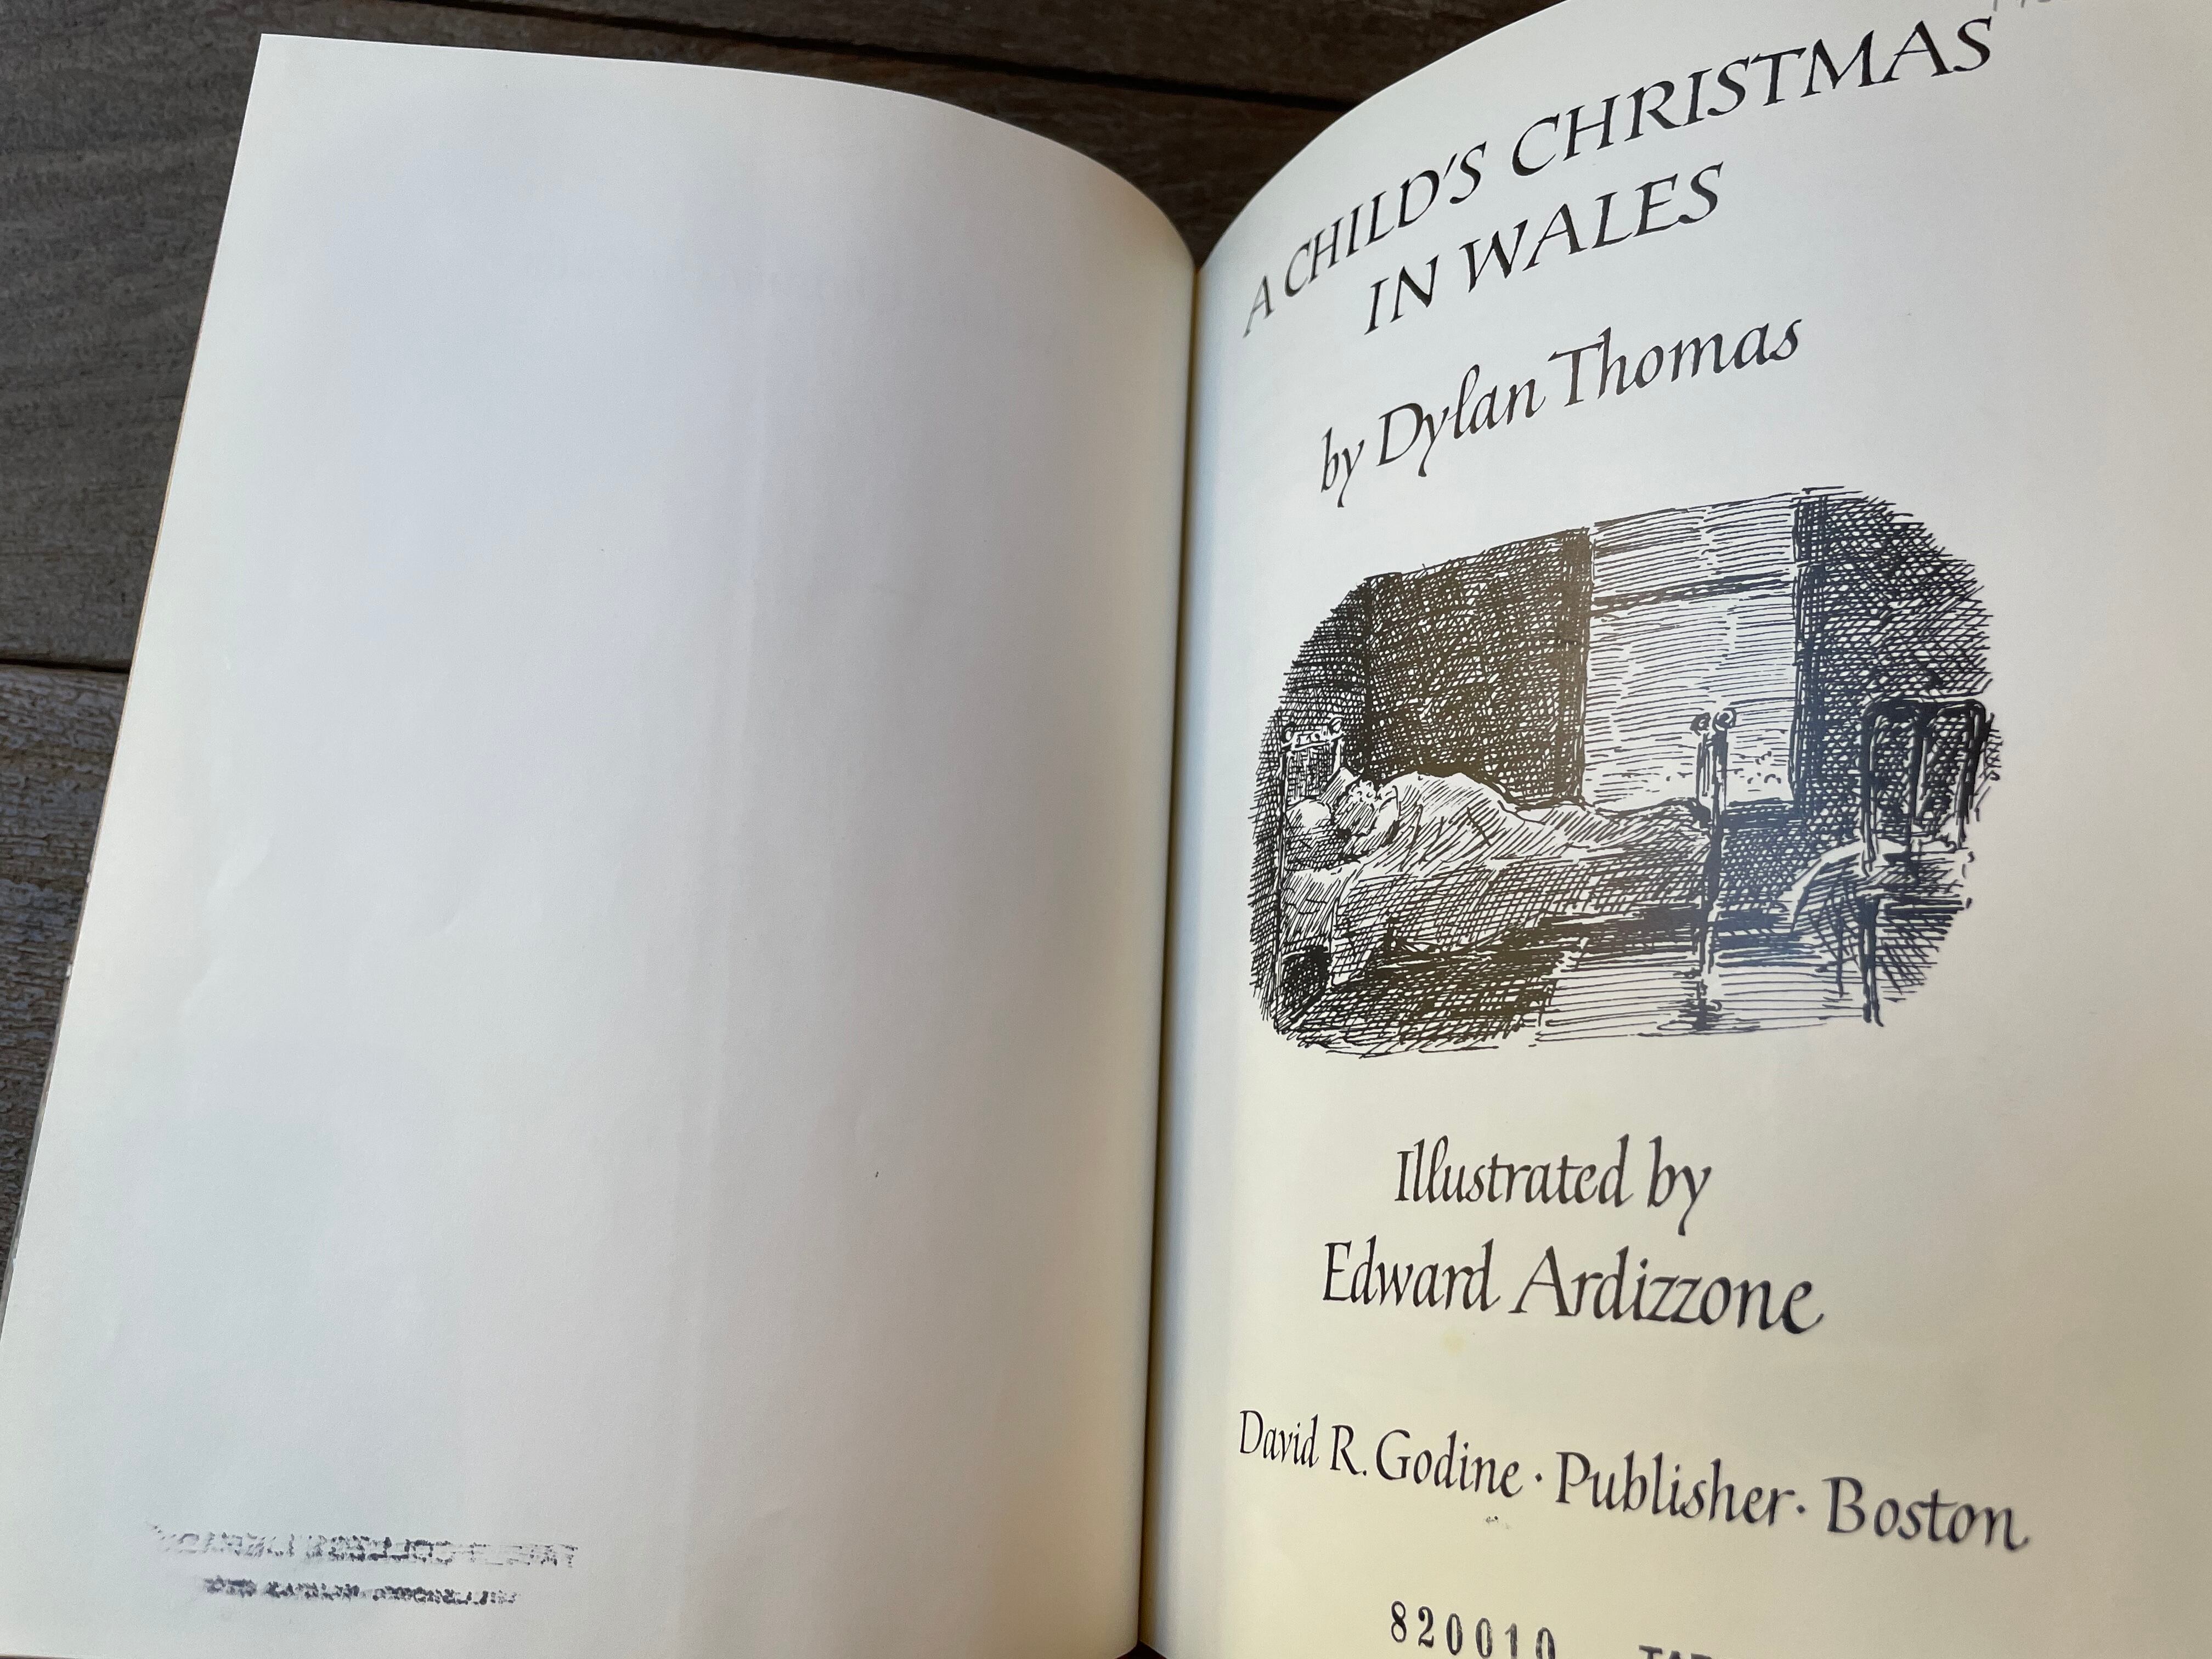 A CHILD'S CHRISTMAS
IN WALES
by Dylan Thomas
Illustrated by
Edward Ardizzone
David R. Godine · Publisher · Boston
820010